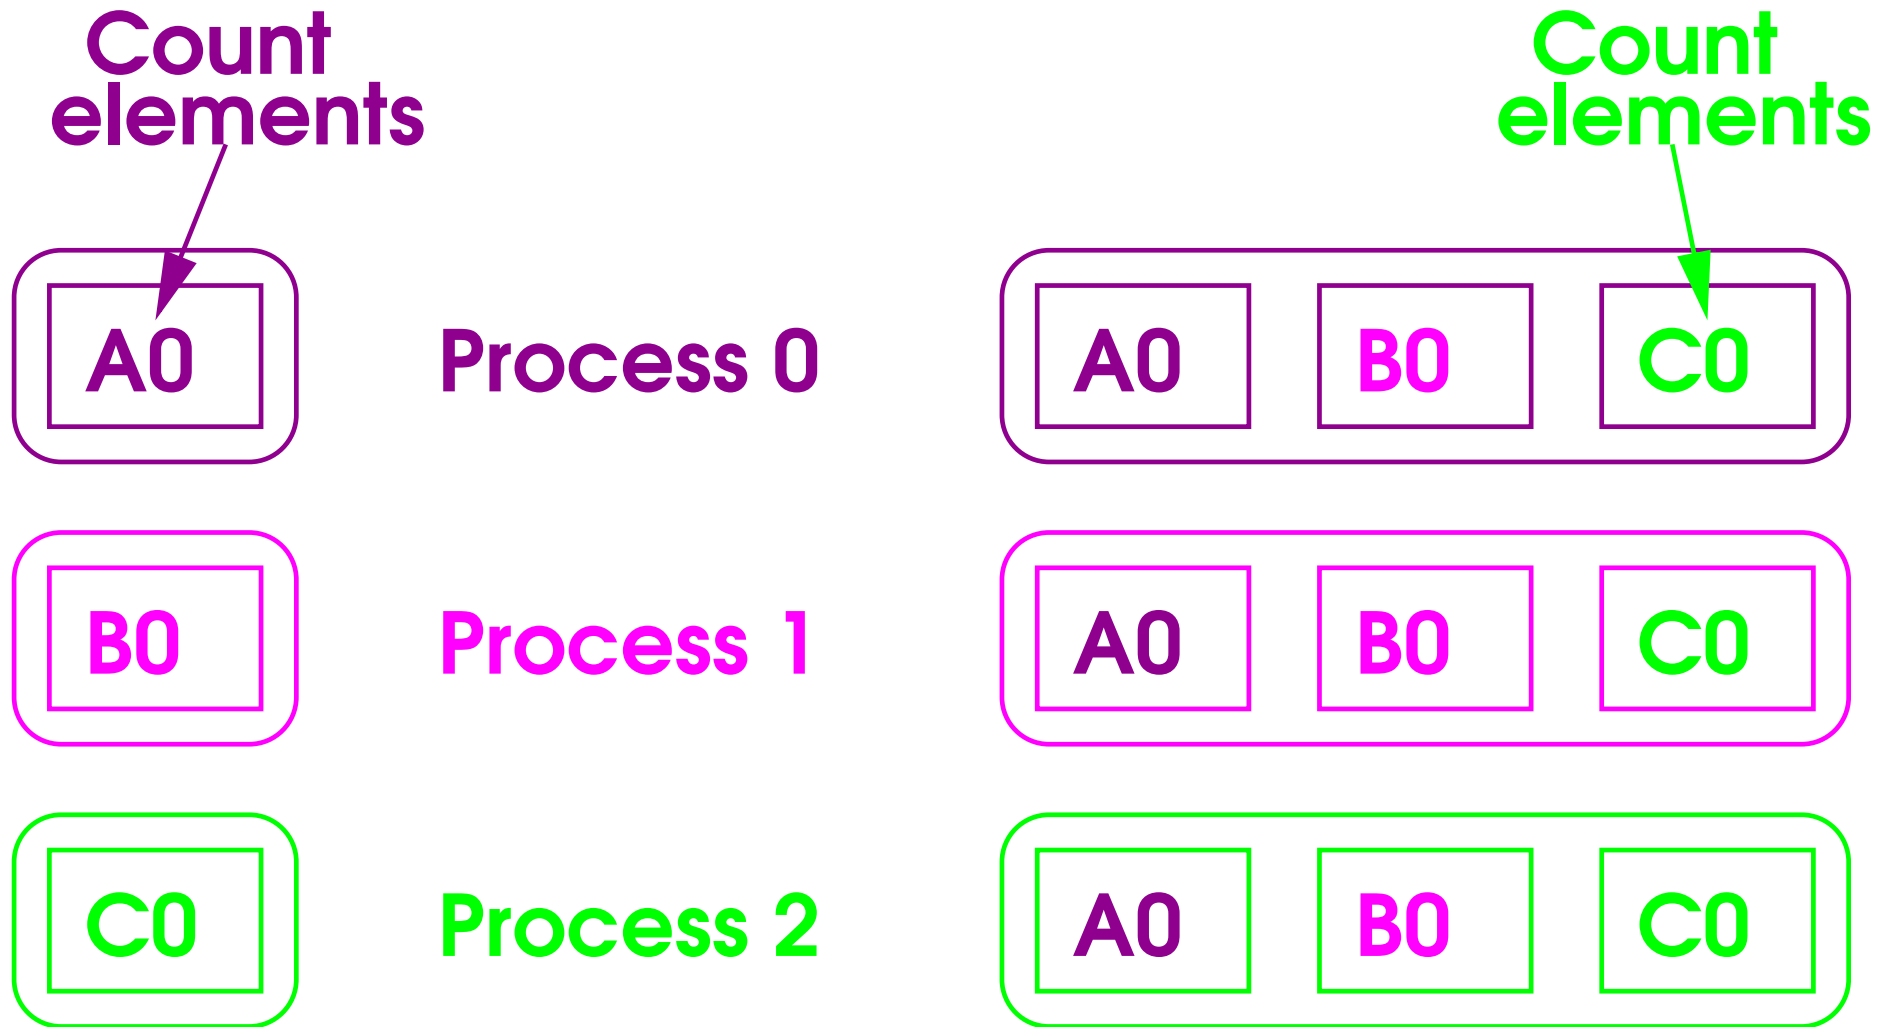 Count
elements
Count
elements
A0 Process 0 A0 B0 C0
B0 Process 1 A0 B0 C0
C0 Process 2 A0 B0 C0